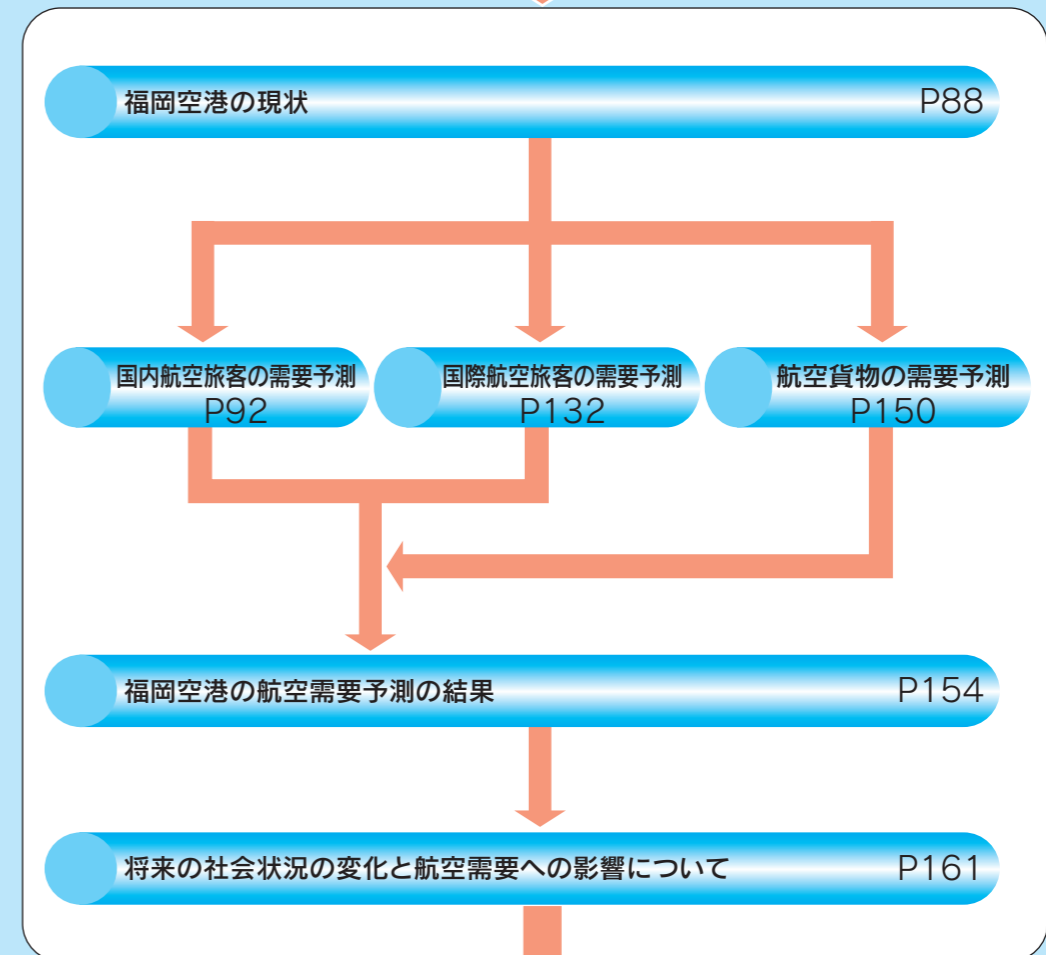 福岡空港の現状 P88
国内航空旅客の需要予測
P92
国際航空旅客の需要予測
P132
航空貨物の需要予測
P150
福岡空港の航空需要予測の結果 P154
将来の社会状況の変化と航空需要への影響について P161